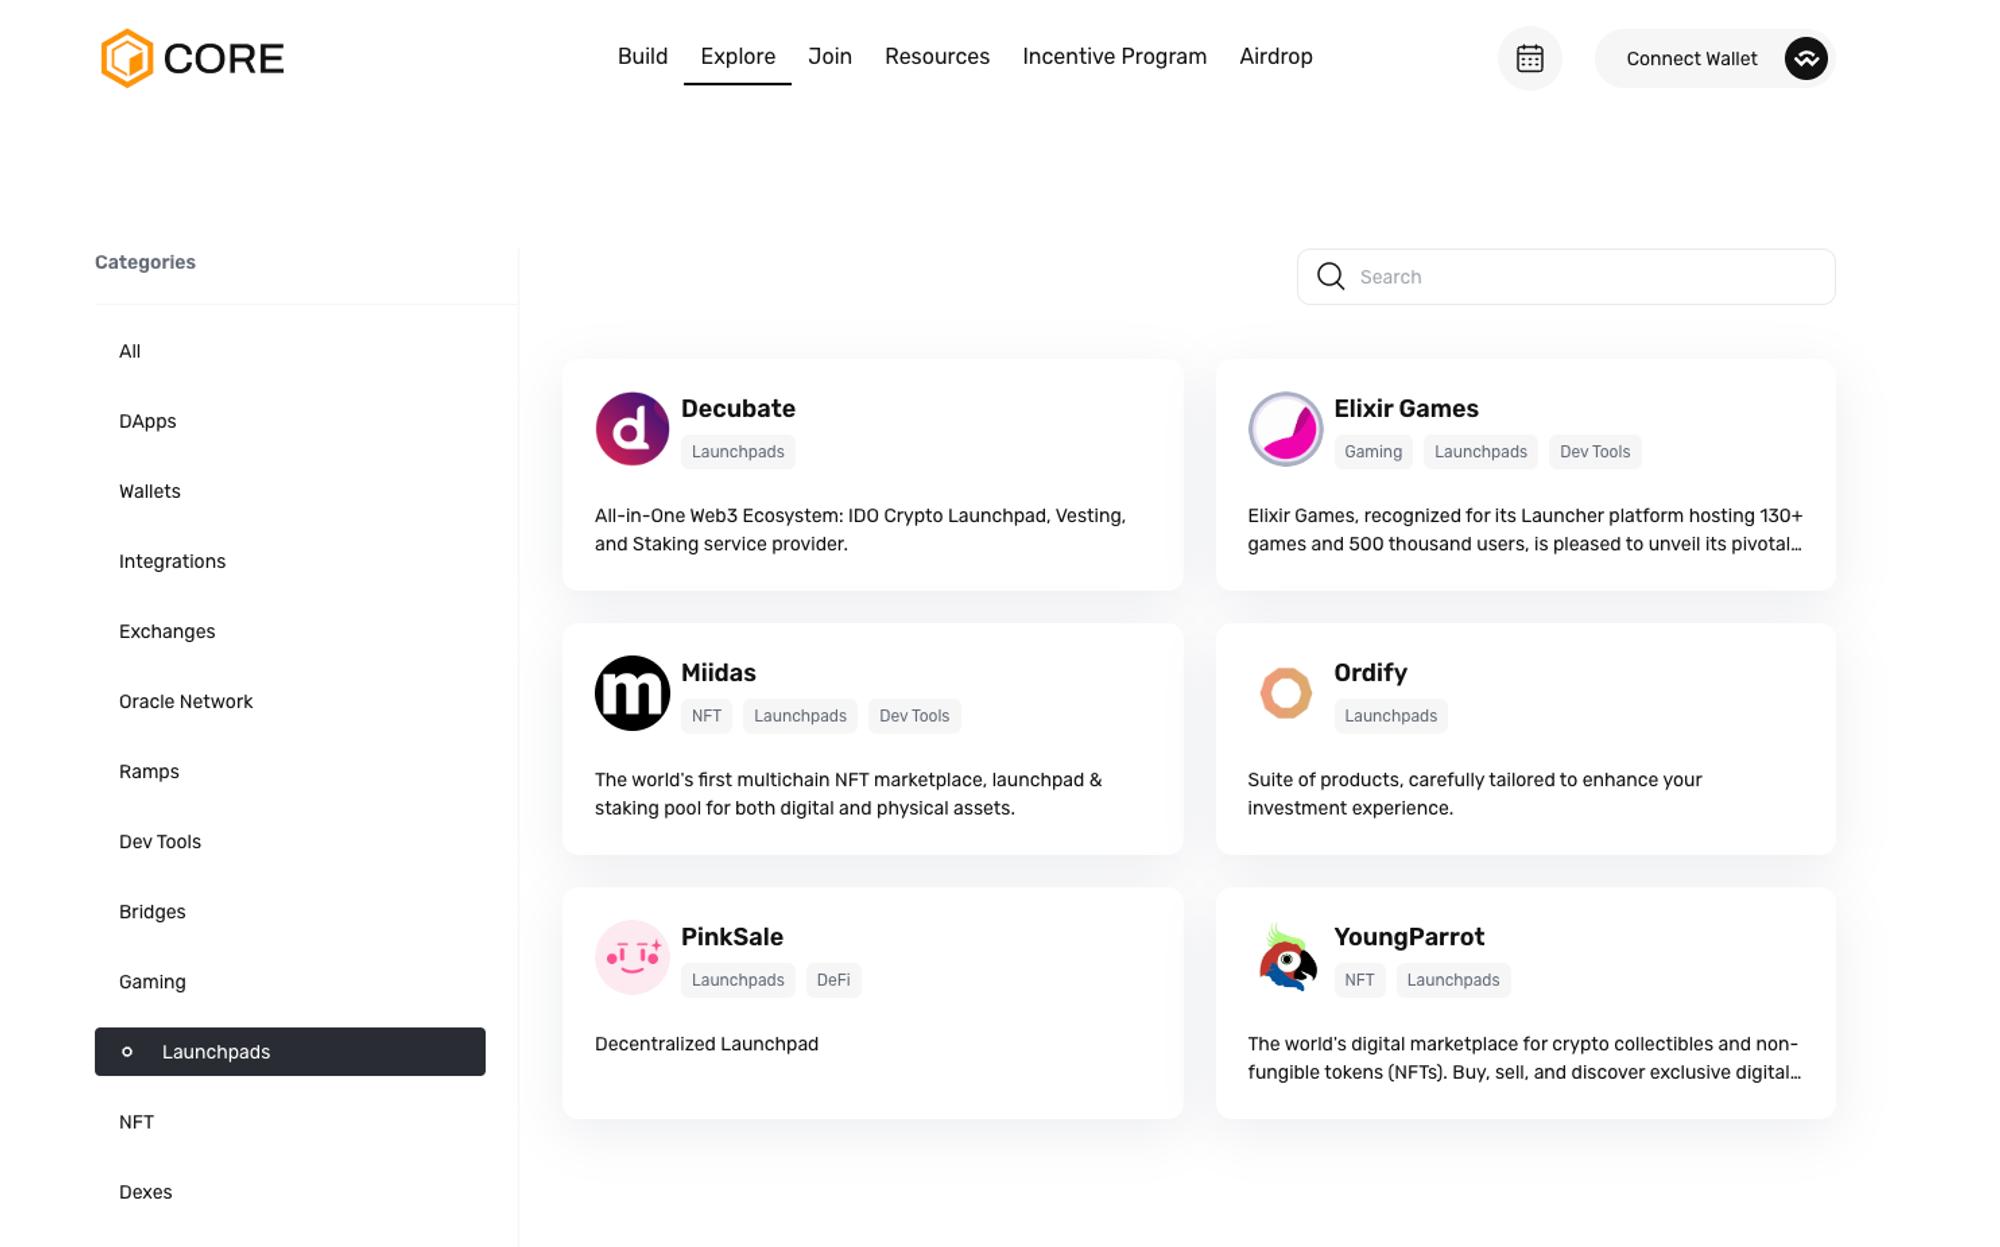 CORE
Build Explore Join Resources Incentive Program Airdrop
Connect Wallet
Categories
Search
All
DApps
Wallets
Integrations
Exchanges
Oracle Network
Ramps
Dev Tools
Bridges
Gaming
Launchpads
NFT
Dexes
Decubate
Launchpads
All-in-One Web3 Ecosystem: IDO Crypto Launchpad, Vesting,
and Staking service provider.
Elixir Games
Gaming Launchpads Dev Tools
Elixir Games, recognized for its Launcher platform hosting 130+
games and 500 thousand users, is pleased to unveil its pivotal…
Miidas
NFT Launchpads Dev Tools
The world's first multichain NFT marketplace, launchpad &
staking pool for both digital and physical assets.
Ordify
Launchpads
Suite of products, carefully tailored to enhance your
investment experience.
PinkSale
Launchpads DeFi
Decentralized Launchpad
YoungParrot
NFT Launchpads
The world's digital marketplace for crypto collectibles and non-
fungible tokens (NFTs). Buy, sell, and discover exclusive digital…